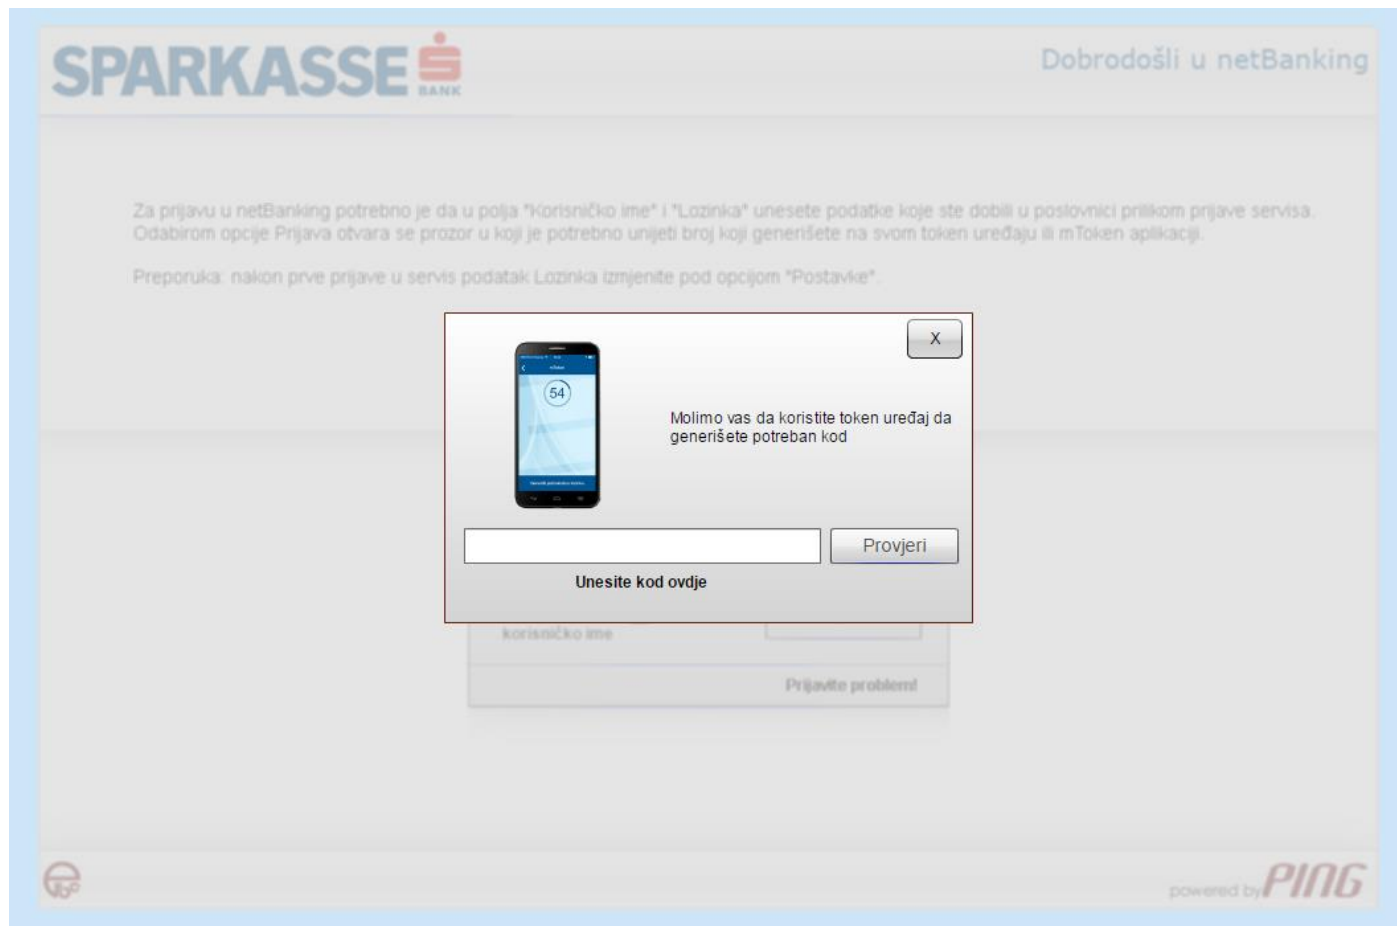 SPARKASSE
BANK
Dobrodošli u netBanking
Za prijavu u netBanking potrebno je da u polja "Korisničko ime" i "Lozinka" unesete podatke koje ste dobili u poslovnici prilikom prijave servisa.
Odabirom opcije Prijava otvara se prozor u koji je potrebno unijeti broj koji generišete na svom token uređaju ili mToken aplikaciji.
Preporuka: nakon prve prijave u servis podatak Lozinka izmjenite pod opcijom "Postavke".
X
mToken
54
Molimo vas da koristite token uređaj da
generišete potreban kod
Provjeri
Unesite kod ovdje
korisničko ime
Prijavite problem!
powered by PING